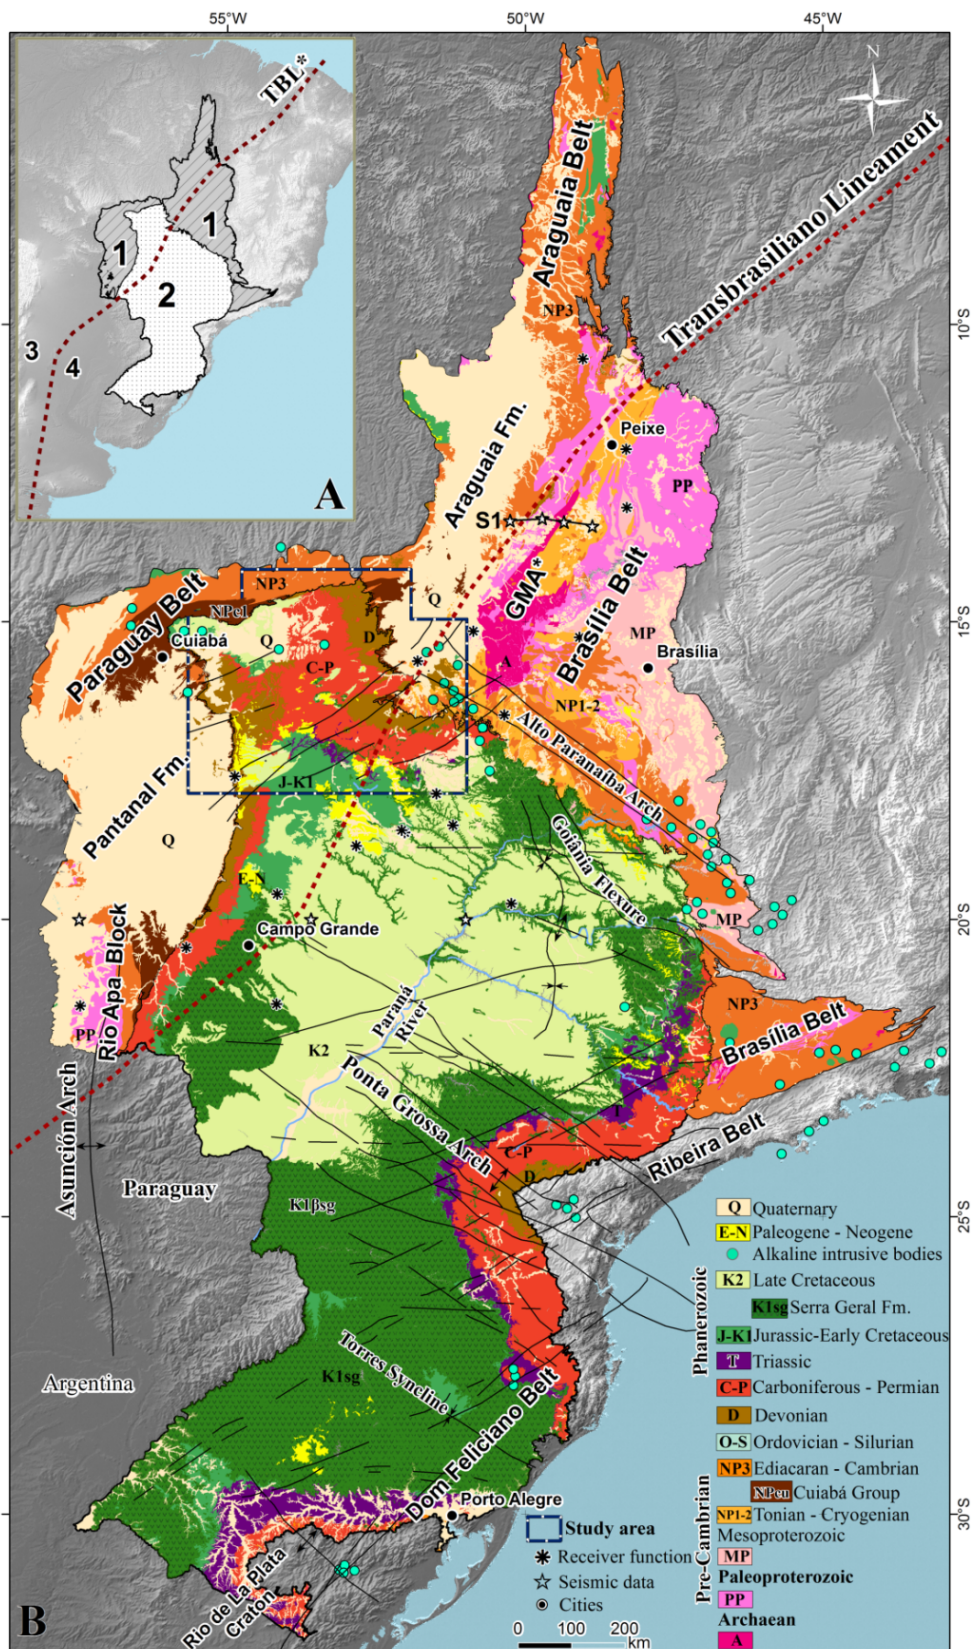 55°W 50°W 45°W
N
TBL*
1
1
2
3
4
A
Araguaia Belt
Transbrasiliano Lineament
NP3
10°S
Araguaia Fm.
Peixe
PP
S1
GMA*
Brasília Belt
NP3
Q
Paraguay Belt
NPcu
Q
D
15°S
Cuiabá
MP
Brasília
C-P
A
NP1-2
Alto Paranaíba Arch
Pantanal Fm.
J-K1
Q
Goiânia Flexure
E-N
MP
20°S
Campo Grande
Rio Apa Block
Paraná
River
NP3
PP
K2
Brasília Belt
Asunción Arch
Ponta Grossa Arch
T
Ribeira Belt
C-P
D
Paraguay
K1βsg
25°S
Torres Syncline
Argentina
K1sg
Dom Feliciano Belt
Porto Alegre
30°S
Rio de La Plata
Craton
B
Phanerozoic
Q Quaternary
E-N Paleogene - Neogene
Alkaline intrusive bodies
K2 Late Cretaceous
K1sg Serra Geral Fm.
J-K1 Jurassic-Early Cretaceous
T Triassic
C-P Carboniferous - Permian
D Devonian
O-S Ordovician - Silurian
Pre-Cambrian
NP3 Ediacaran - Cambrian
NPcu Cuiabá Group
NP1-2 Tonian - Cryogenian
Mesoproterozoic
MP
Paleoproterozoic
PP
Archaean
A
Study area
Receiver function
Seismic data
Cities
0 100 200
km